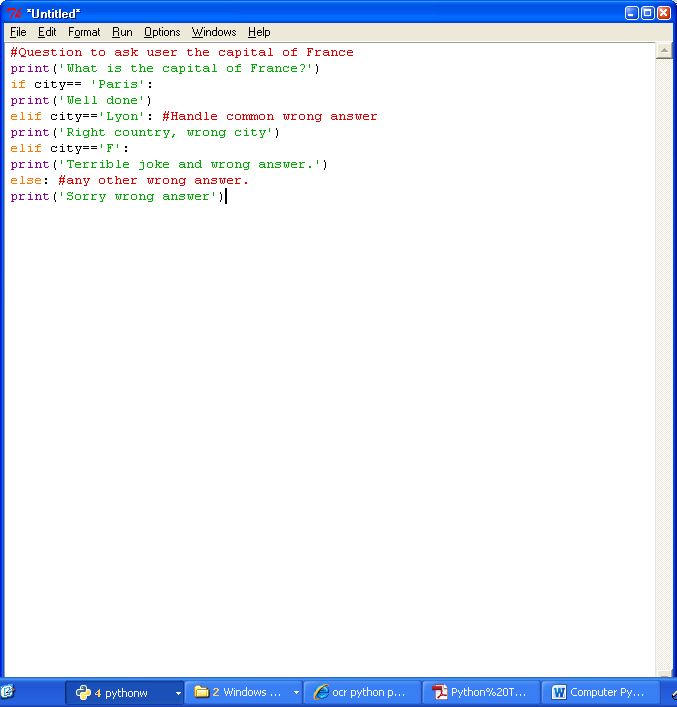 *Untitled*
File Edit Format Run Options Windows Help
#Question to ask user the capital of France
print('What is the capital of France?')
if city== 'Paris':
print('Well done')
elif city=='Lyon': #Handle common wrong answer
print('Right country, wrong city')
elif city=='F':
print('Terrible joke and wrong answer.')
else: #any other wrong answer.
print('Sorry wrong answer')
4 pythonw 2 Windows ... ocr python p... Python%20T... Computer Py...